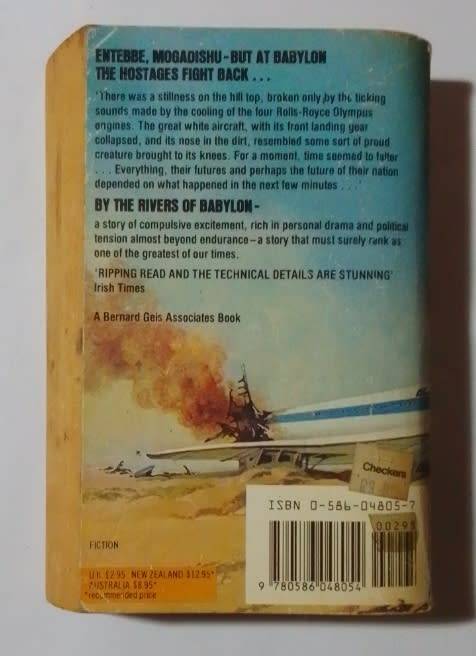 ENTEBBE, MOGADISHU-BUT AT BABYLON
THE HOSTAGES FIGHT BACK ...
'There was a stillness on the hill top, broken only by the ticking
sounds made by the cooling of the four Rolls-Royce Olympus
engines. The great white aircraft, with its front landing gear
collapsed, and its nose in the dirt, resembled some sort of proud
creature brought to its knees. For a moment, time seemed to falter
... Everything, their futures and perhaps the future of their nation
depended on what happened in the next few minutes ...'
BY THE RIVERS OF BABYLON-
a story of compulsive excitement, rich in personal drama and political
tension almost beyond endurance-a story that must surely rank as
one of the greatest of our times.
'RIPPING READ AND THE TECHNICAL DETAILS ARE STUNNING'
Irish Times
A Bernard Geis Associates Book
Checkers
ISBN 0-586-04805-7
00295
9 780586 048054
FICTION
U.K. £2.95 NEW ZEALAND $12.95*
AUSTRALIA $8.95*
*recommended price